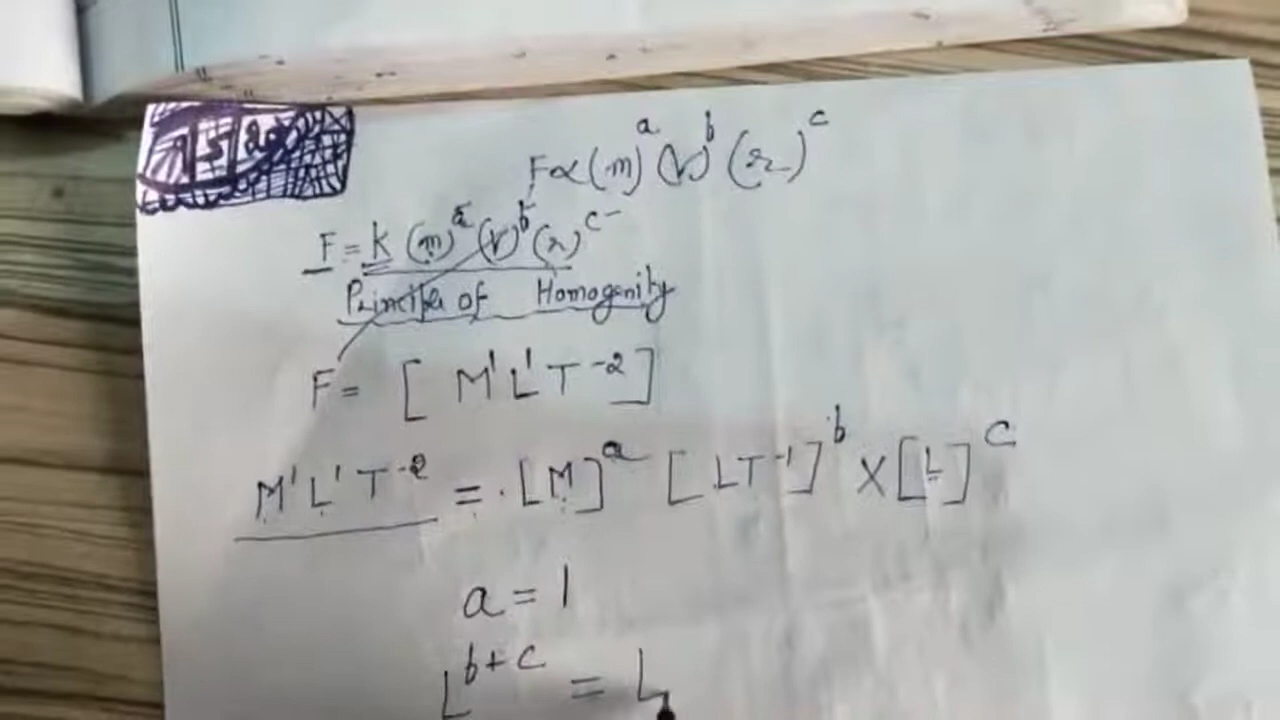 F∝(m)^a (v)^b (r)^c
F = K (m)^a (v)^b (r)^c
Principle of Homogenity
F = [M¹L¹T⁻²]
M¹L¹T⁻² = [M]^a [LT⁻¹]^b X [L]^c
a = 1
L^b+c = L